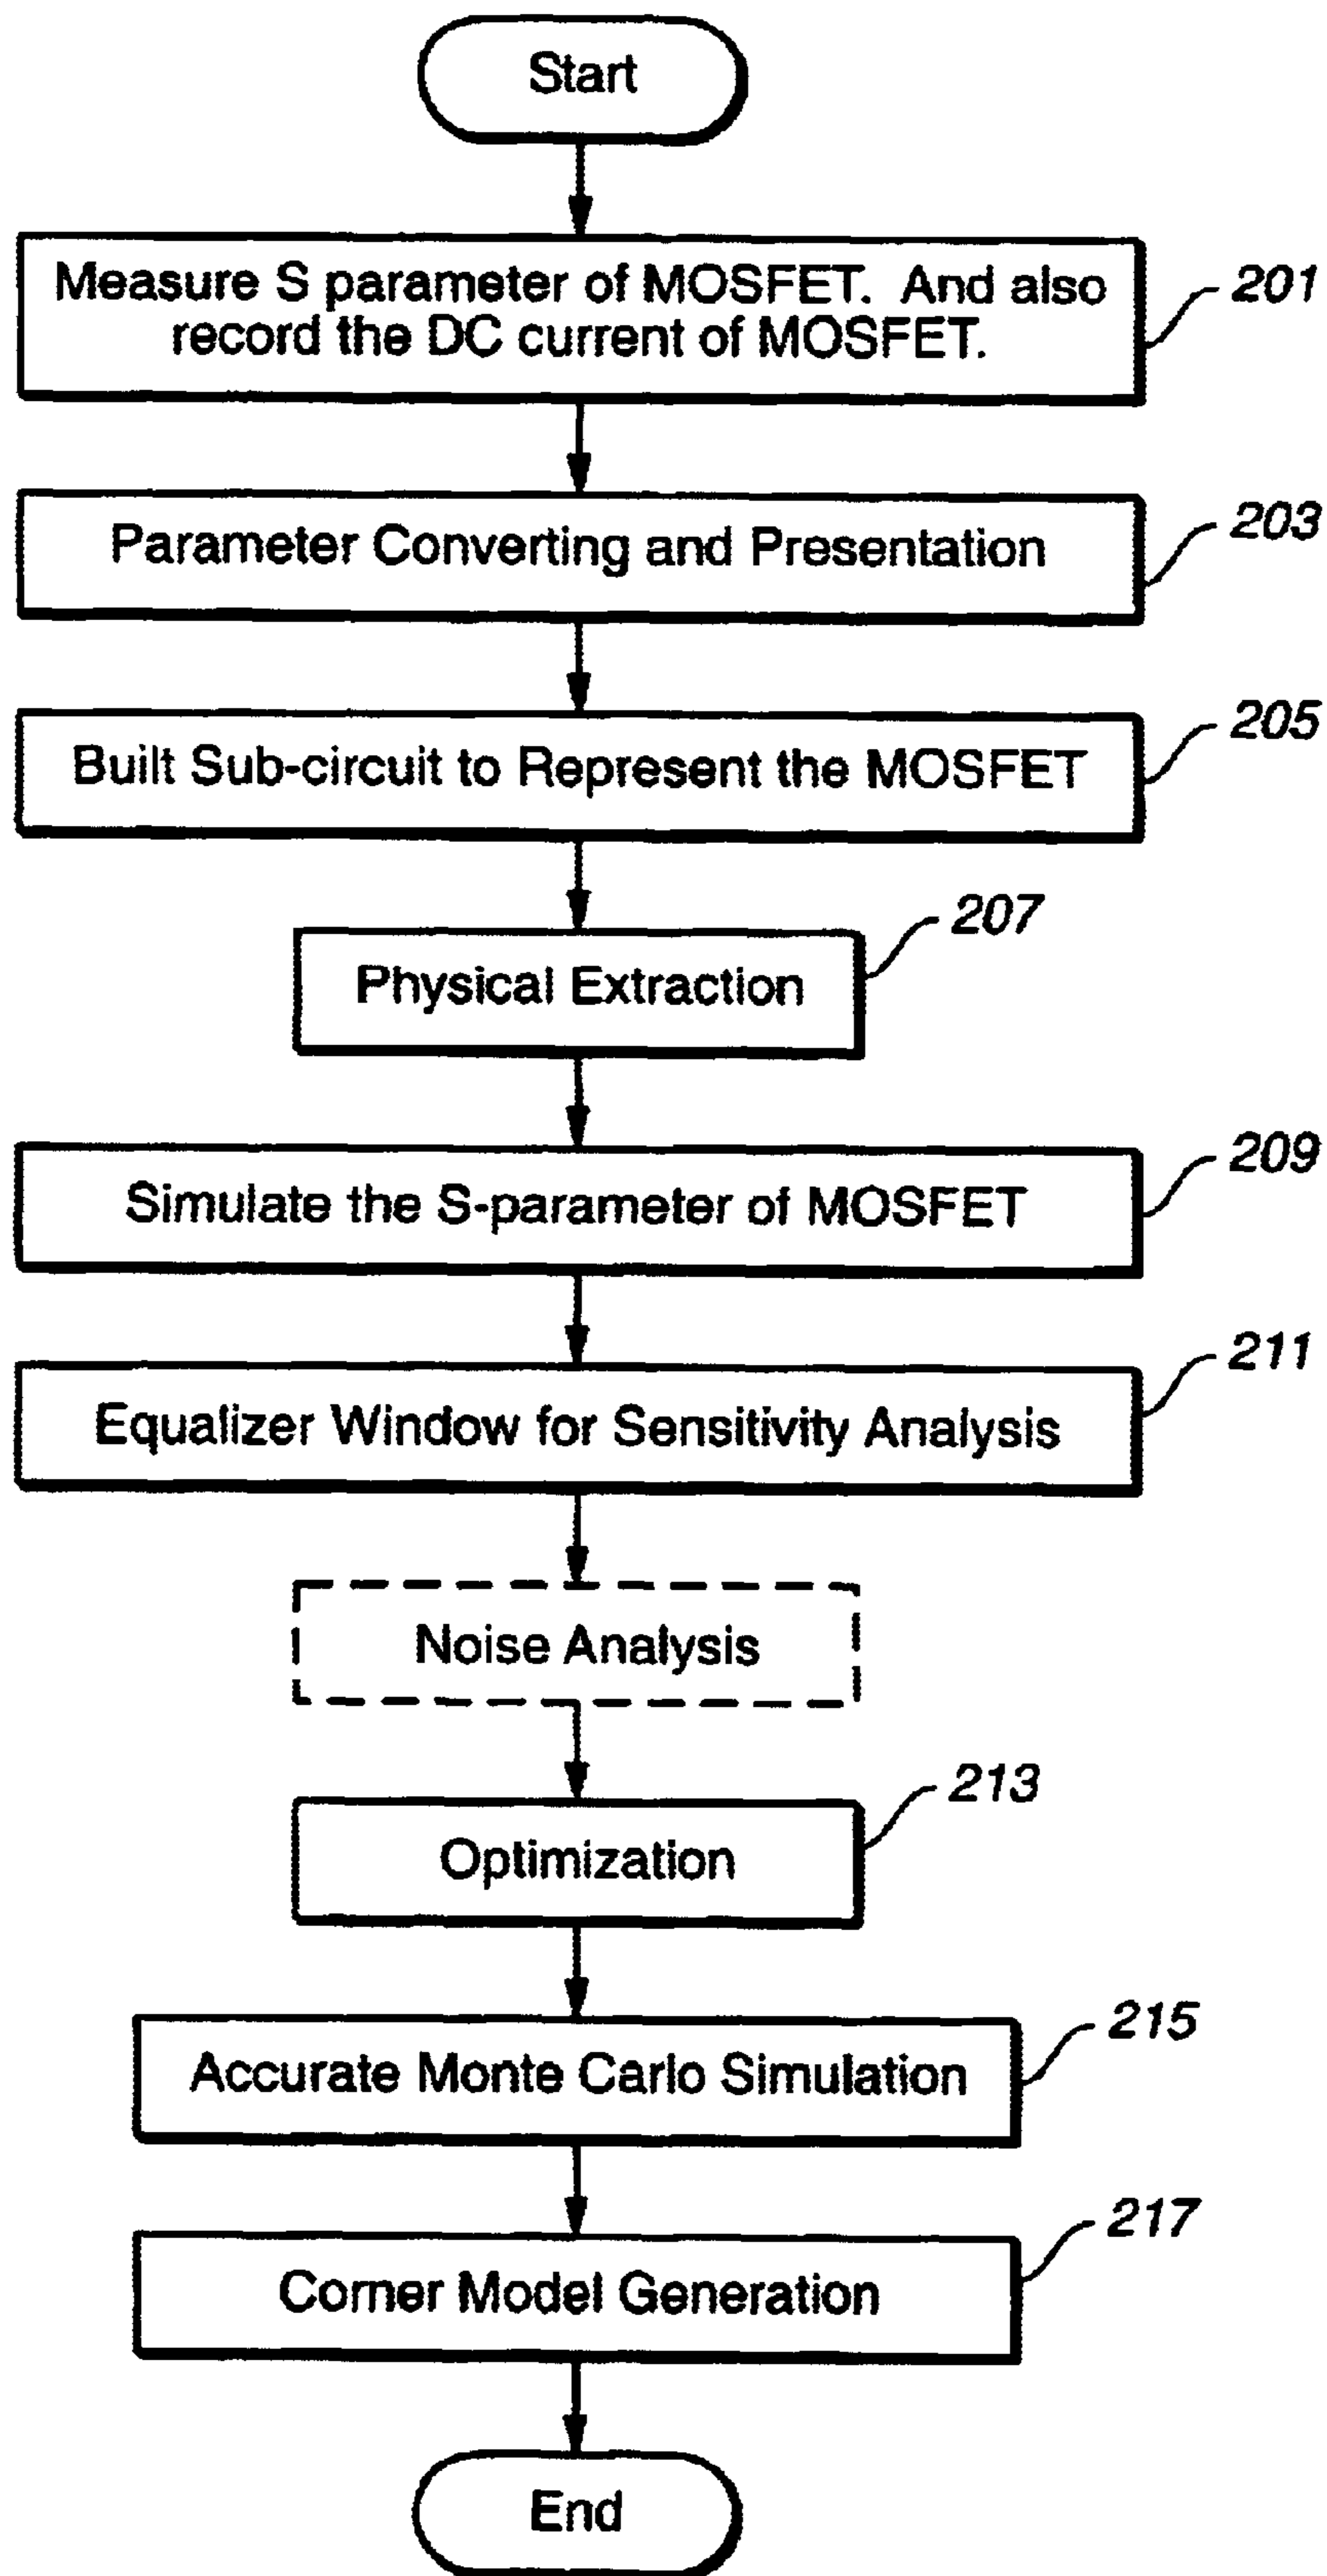 Start
Measure S parameter of MOSFET. And also
record the DC current of MOSFET.
201
Parameter Converting and Presentation
203
Built Sub-circuit to Represent the MOSFET
205
Physical Extraction
207
Simulate the S-parameter of MOSFET
209
Equalizer Window for Sensitivity Analysis
211
Noise Analysis
Optimization
213
Accurate Monte Carlo Simulation
215
Corner Model Generation
217
End